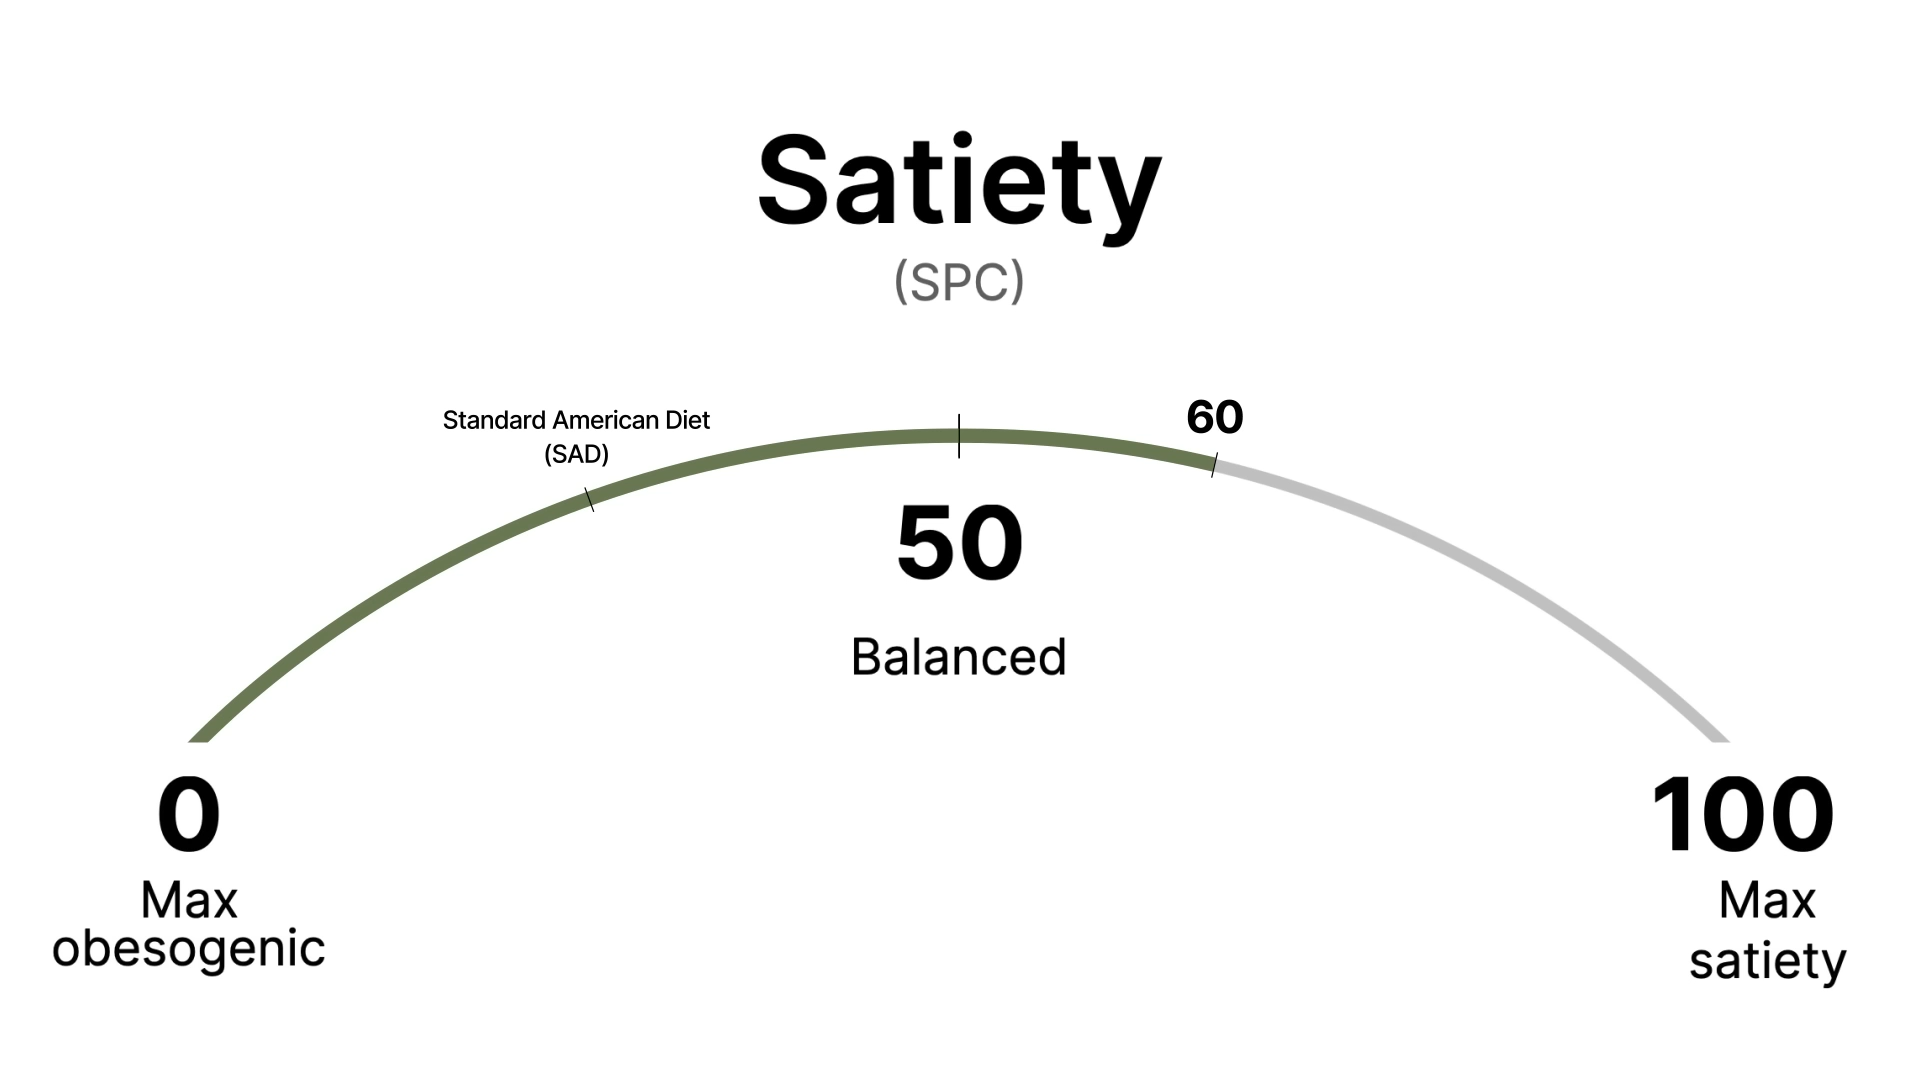 Satiety
(SPC)
Standard American Diet
(SAD)
60
50
Balanced
0
Max
obesogenic
100
Max
satiety